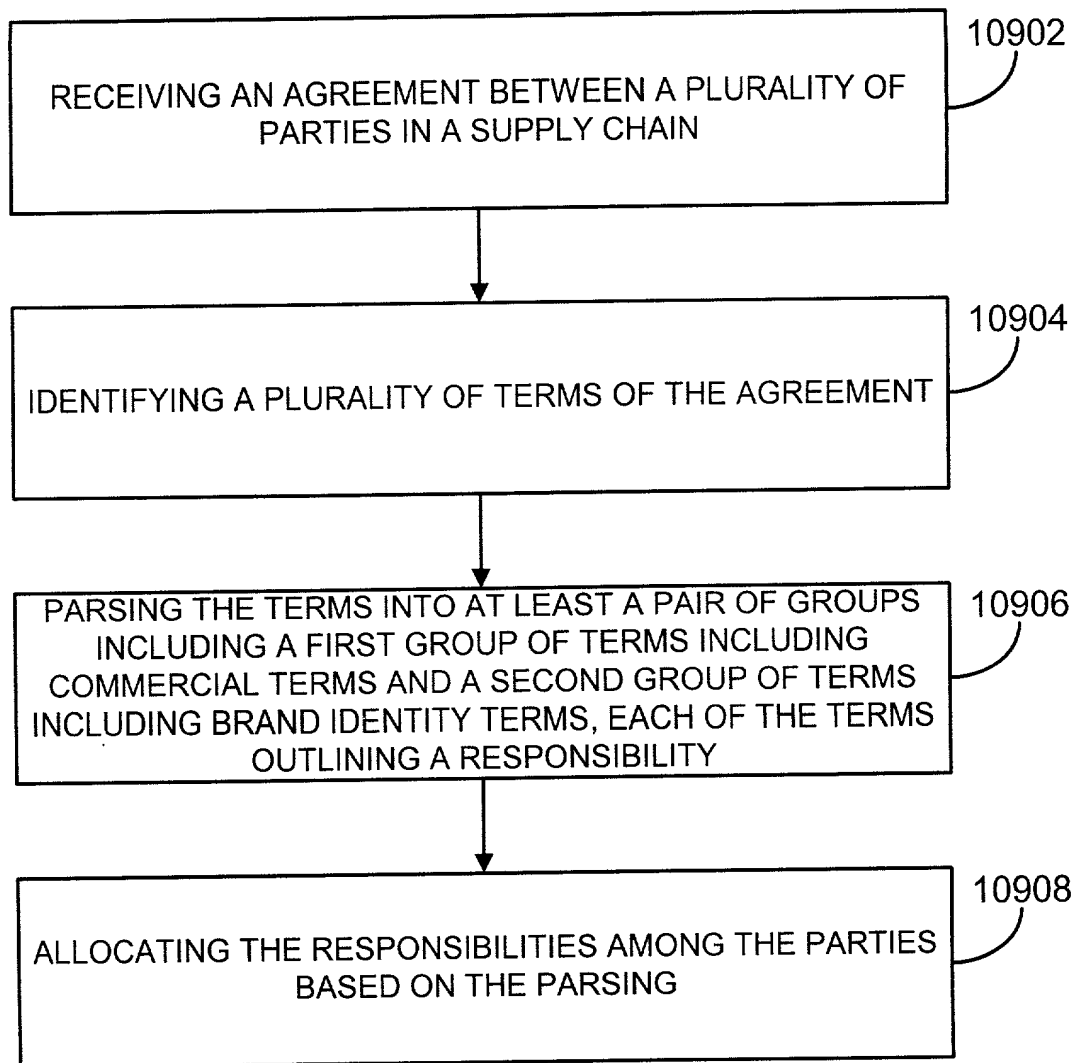 10902
RECEIVING AN AGREEMENT BETWEEN A PLURALITY OF
PARTIES IN A SUPPLY CHAIN
10904
IDENTIFYING A PLURALITY OF TERMS OF THE AGREEMENT
10906
PARSING THE TERMS INTO AT LEAST A PAIR OF GROUPS
INCLUDING A FIRST GROUP OF TERMS INCLUDING
COMMERCIAL TERMS AND A SECOND GROUP OF TERMS
INCLUDING BRAND IDENTITY TERMS, EACH OF THE TERMS
OUTLINING A RESPONSIBILITY
10908
ALLOCATING THE RESPONSIBILITIES AMONG THE PARTIES
BASED ON THE PARSING